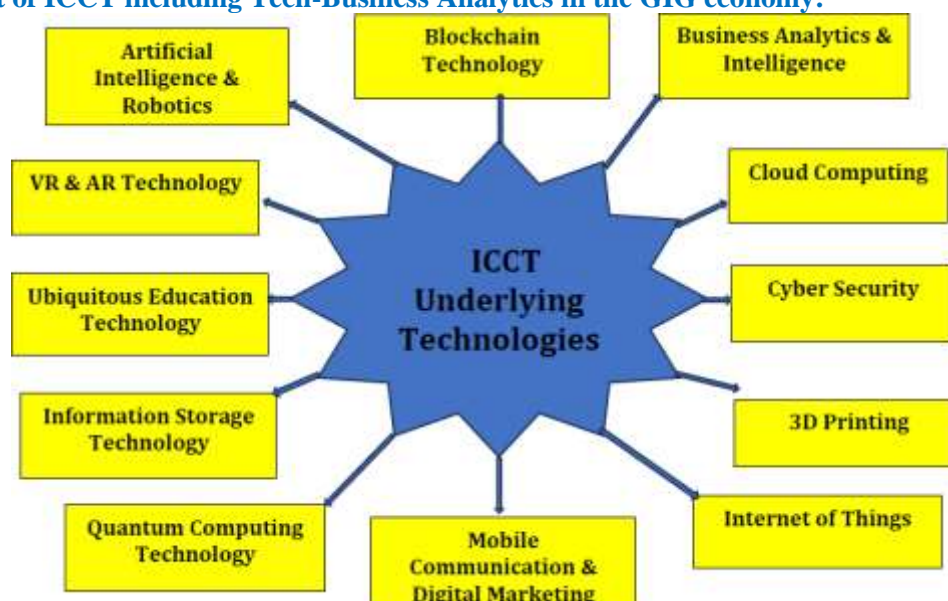 of ICCT including Tech-Business Analytics in the GIG economy.
Artificial
Intelligence &
Robotics
Blockchain
Technology
Business Analytics &
Intelligence
VR & AR Technology
Cloud Computing
Ubiquitous Education
Technology
ICCT
Underlying
Technologies
Cyber Security
Information Storage
Technology
3D Printing
Quantum Computing
Technology
Mobile
Communication &
Digital Marketing
Internet of Things